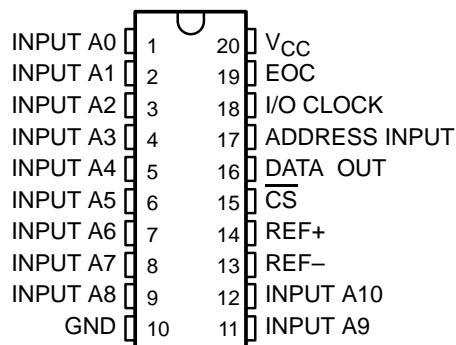 INPUT A0 1 20 VCC
INPUT A1 2 19 EOC
INPUT A2 3 18 I/O CLOCK
INPUT A3 4 17 ADDRESS INPUT
INPUT A4 5 16 DATA OUT
INPUT A5 6 15 C̅S̅
INPUT A6 7 14 REF+
INPUT A7 8 13 REF–
INPUT A8 9 12 INPUT A10
GND 10 11 INPUT A9